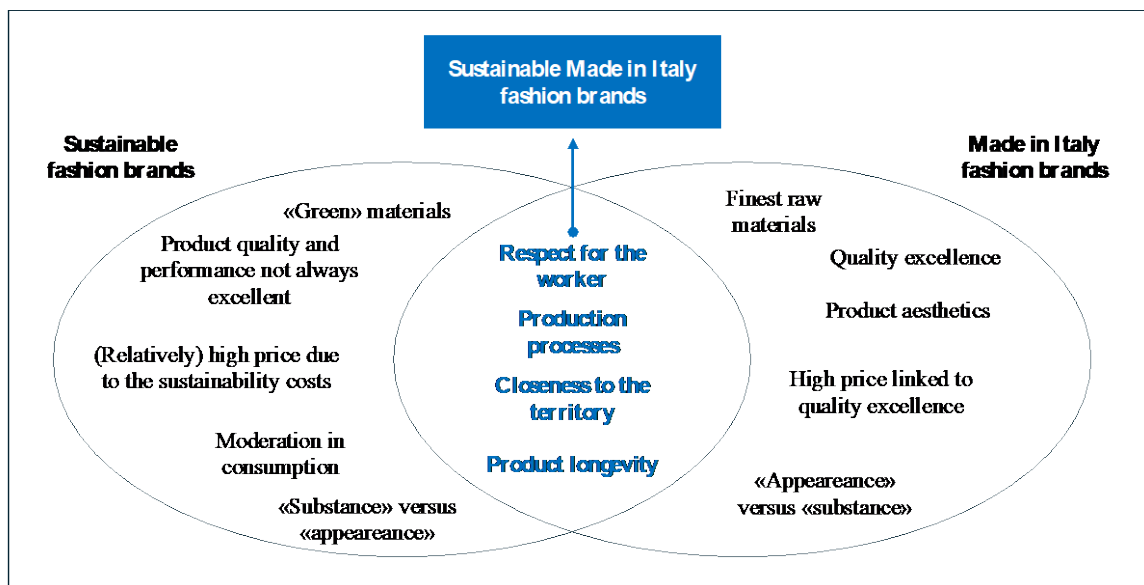 Sustainable Made in Italy
fashion brands
Sustainable
fashion brands
Made in Italy
fashion brands
«Green» materials
Product quality and
performance not always
excellent
(Relatively) high price due
to the sustainability costs
Moderation in
consumption
«Substance» versus
«appeareance»
Respect for the
worker
Production
processes
Closeness to the
territory
Product longevity
Finest raw
materials
Quality excellence
Product aesthetics
High price linked to
quality excellence
«Appeareance»
versus «substance»